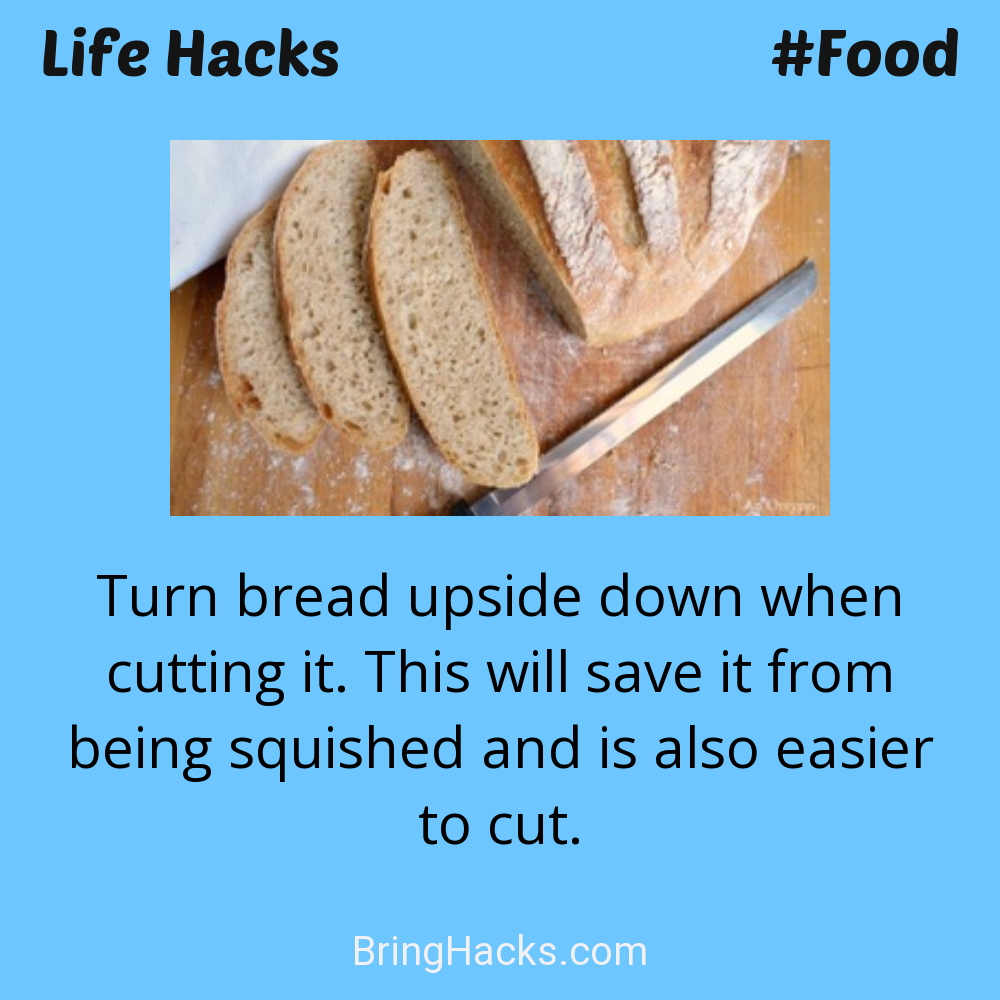 Life Hacks
#Food
Turn bread upside down when
cutting it. This will save it from
being squished and is also easier
to cut.
BringHacks.com